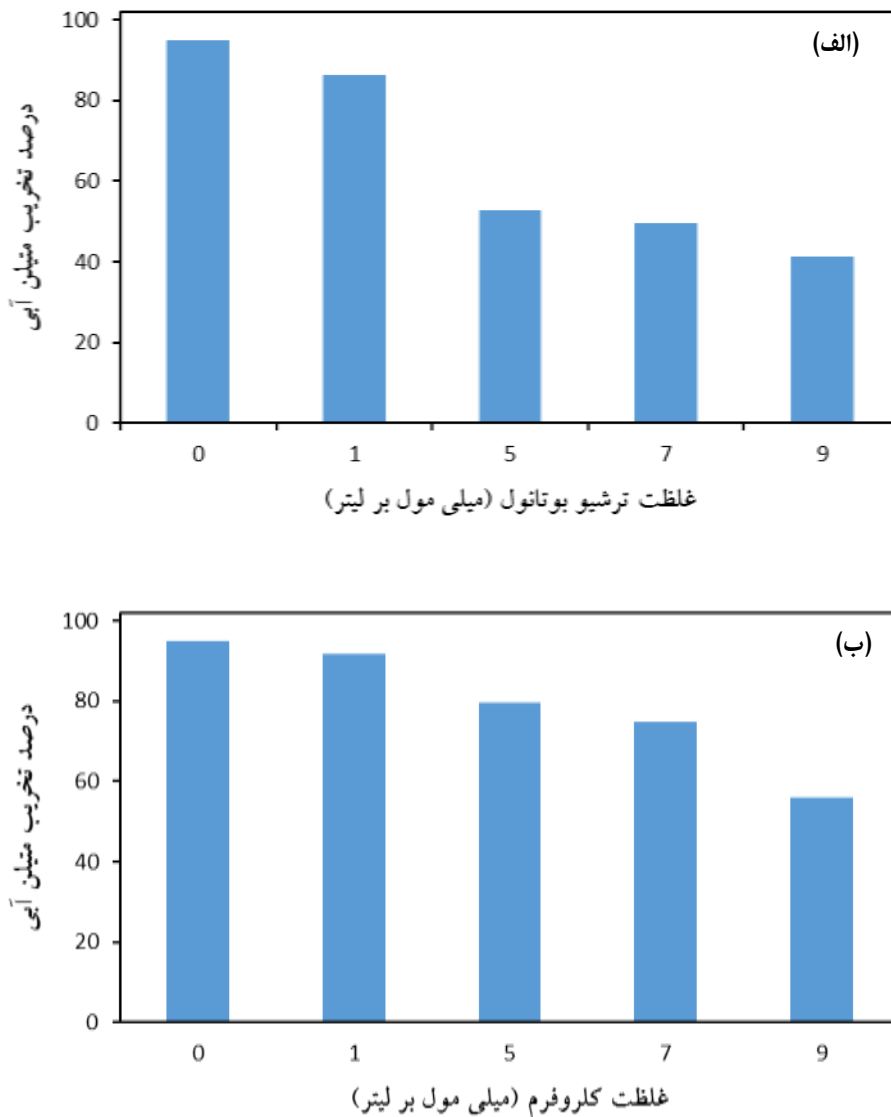 (الف)
درصد تخریب متیلن آبی
100
80
60
40
20
0
0 1 5 7 9
غلظت ترشیو بوتانول (میلی مول بر لیتر)
(ب)
درصد تخریب متیلن آبی
100
80
60
40
20
0
0 1 5 7 9
غلظت کلروفرم (میلی مول بر لیتر)